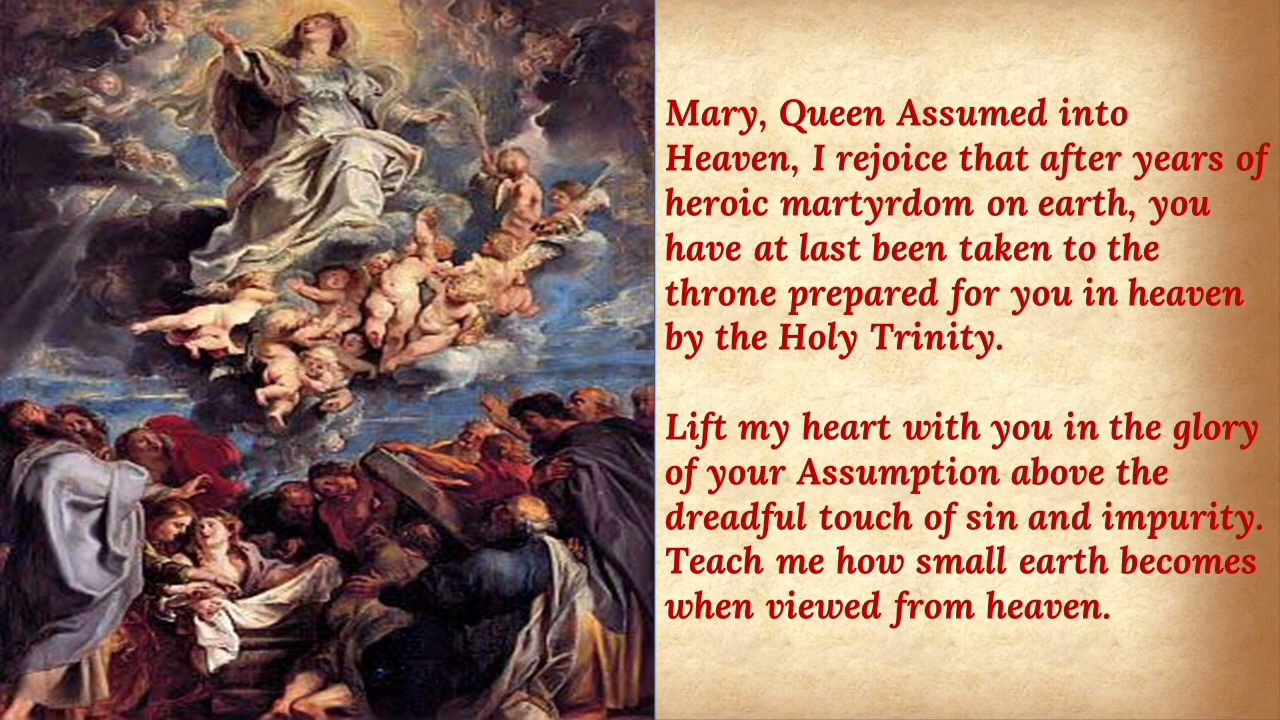 Mary, Queen Assumed into
Heaven, I rejoice that after years of
heroic martyrdom on earth, you
have at last been taken to the
throne prepared for you in heaven
by the Holy Trinity.
Lift my heart with you in the glory
of your Assumption above the
dreadful touch of sin and impurity.
Teach me how small earth becomes
when viewed from heaven.